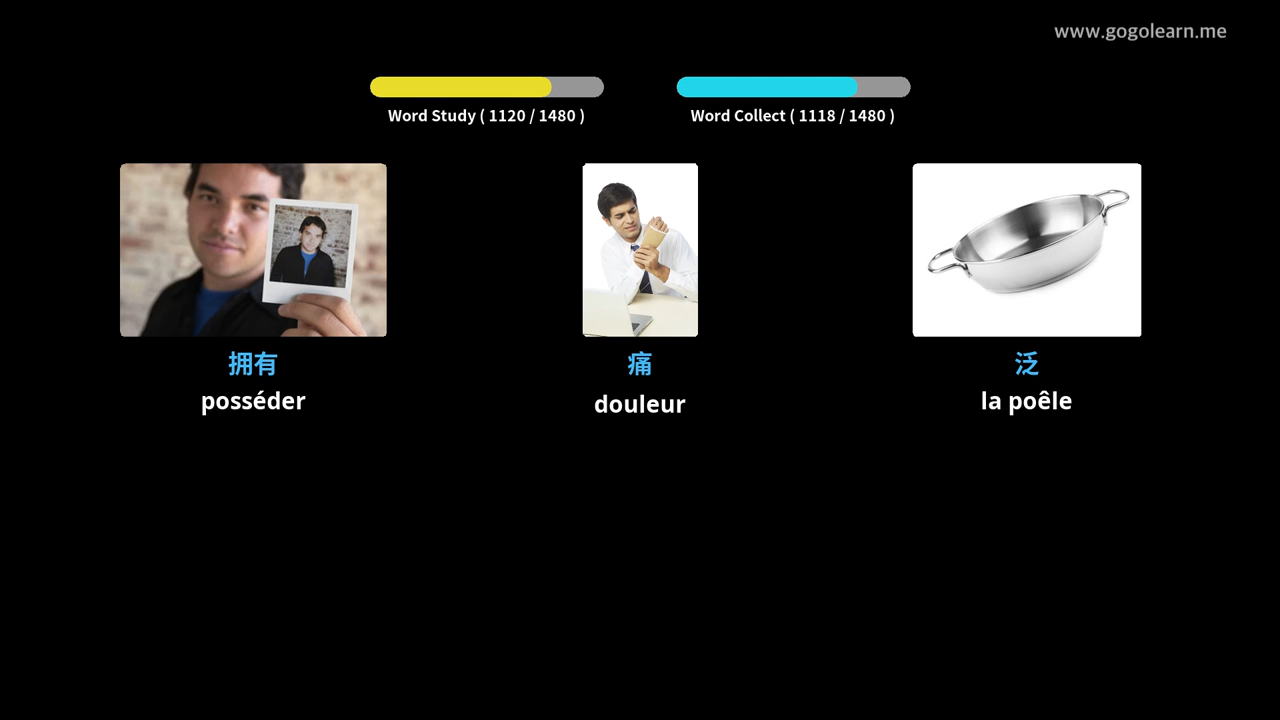 www.gogolearn.me
Word Study ( 1120 / 1480 )
Word Collect ( 1118 / 1480 )
拥有
posséder
痛
douleur
泛
la poêle